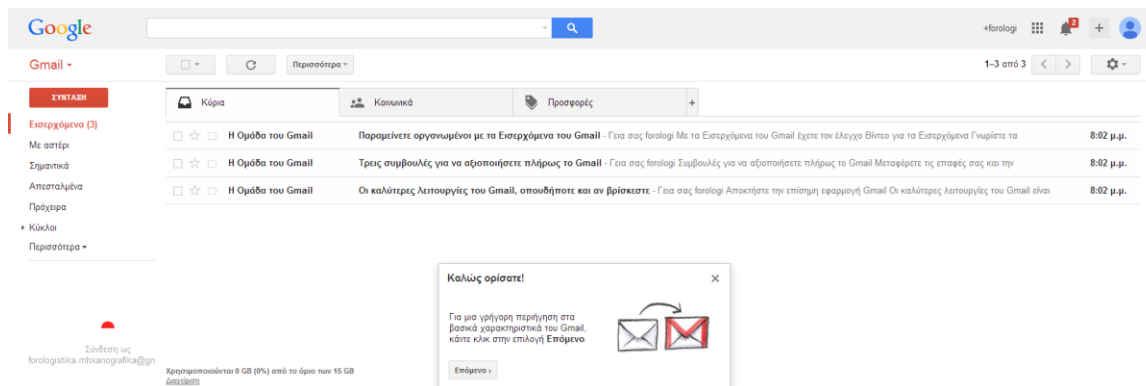 Google
+forologi
2
+
Gmail
Περισσότερα
1–3 από 3
ΣΥΝΤΑΞΗ
Κύρια
Κοινωνικά
Προσφορές
+
Εισερχόμενα (3)
Με αστέρι
Σημαντικά
Απεσταλμένα
Πρόχειρα
Κύκλοι
Περισσότερα
Η Ομάδα του Gmail Παραμείνετε οργανωμένοι με τα Εισερχόμενα του Gmail - Γεια σας forologi Με τα Εισερχόμενα του Gmail έχετε τον έλεγχο Βίντεο για τα Εισερχόμενα Γνωρίστε τα 8:02 μ.μ.
Η Ομάδα του Gmail Τρεις συμβουλές για να αξιοποιήσετε πλήρως το Gmail - Γεια σας forologi Συμβουλές για να αξιοποιήσετε πλήρως το Gmail Μεταφέρετε τις επαφές σας και την 8:02 μ.μ.
Η Ομάδα του Gmail Οι καλύτερες λειτουργίες του Gmail, οπουδήποτε και αν βρίσκεστε - Γεια σας forologi Αποκτήστε την επίσημη εφαρμογή Gmail Οι καλύτερες λειτουργίες του Gmail είναι 8:02 μ.μ.
Καλώς ορίσατε!
Για μια γρήγορη περιήγηση στα
βασικά χαρακτηριστικά του Gmail,
κάντε κλικ στην επιλογή Επόμενο.
Επόμενο ›
Σύνδεση ως
forologistika.mhxanografika@gm
Χρησιμοποιούνται 0 GB (0%) από το όριο των 15 GB
Διαχείριση